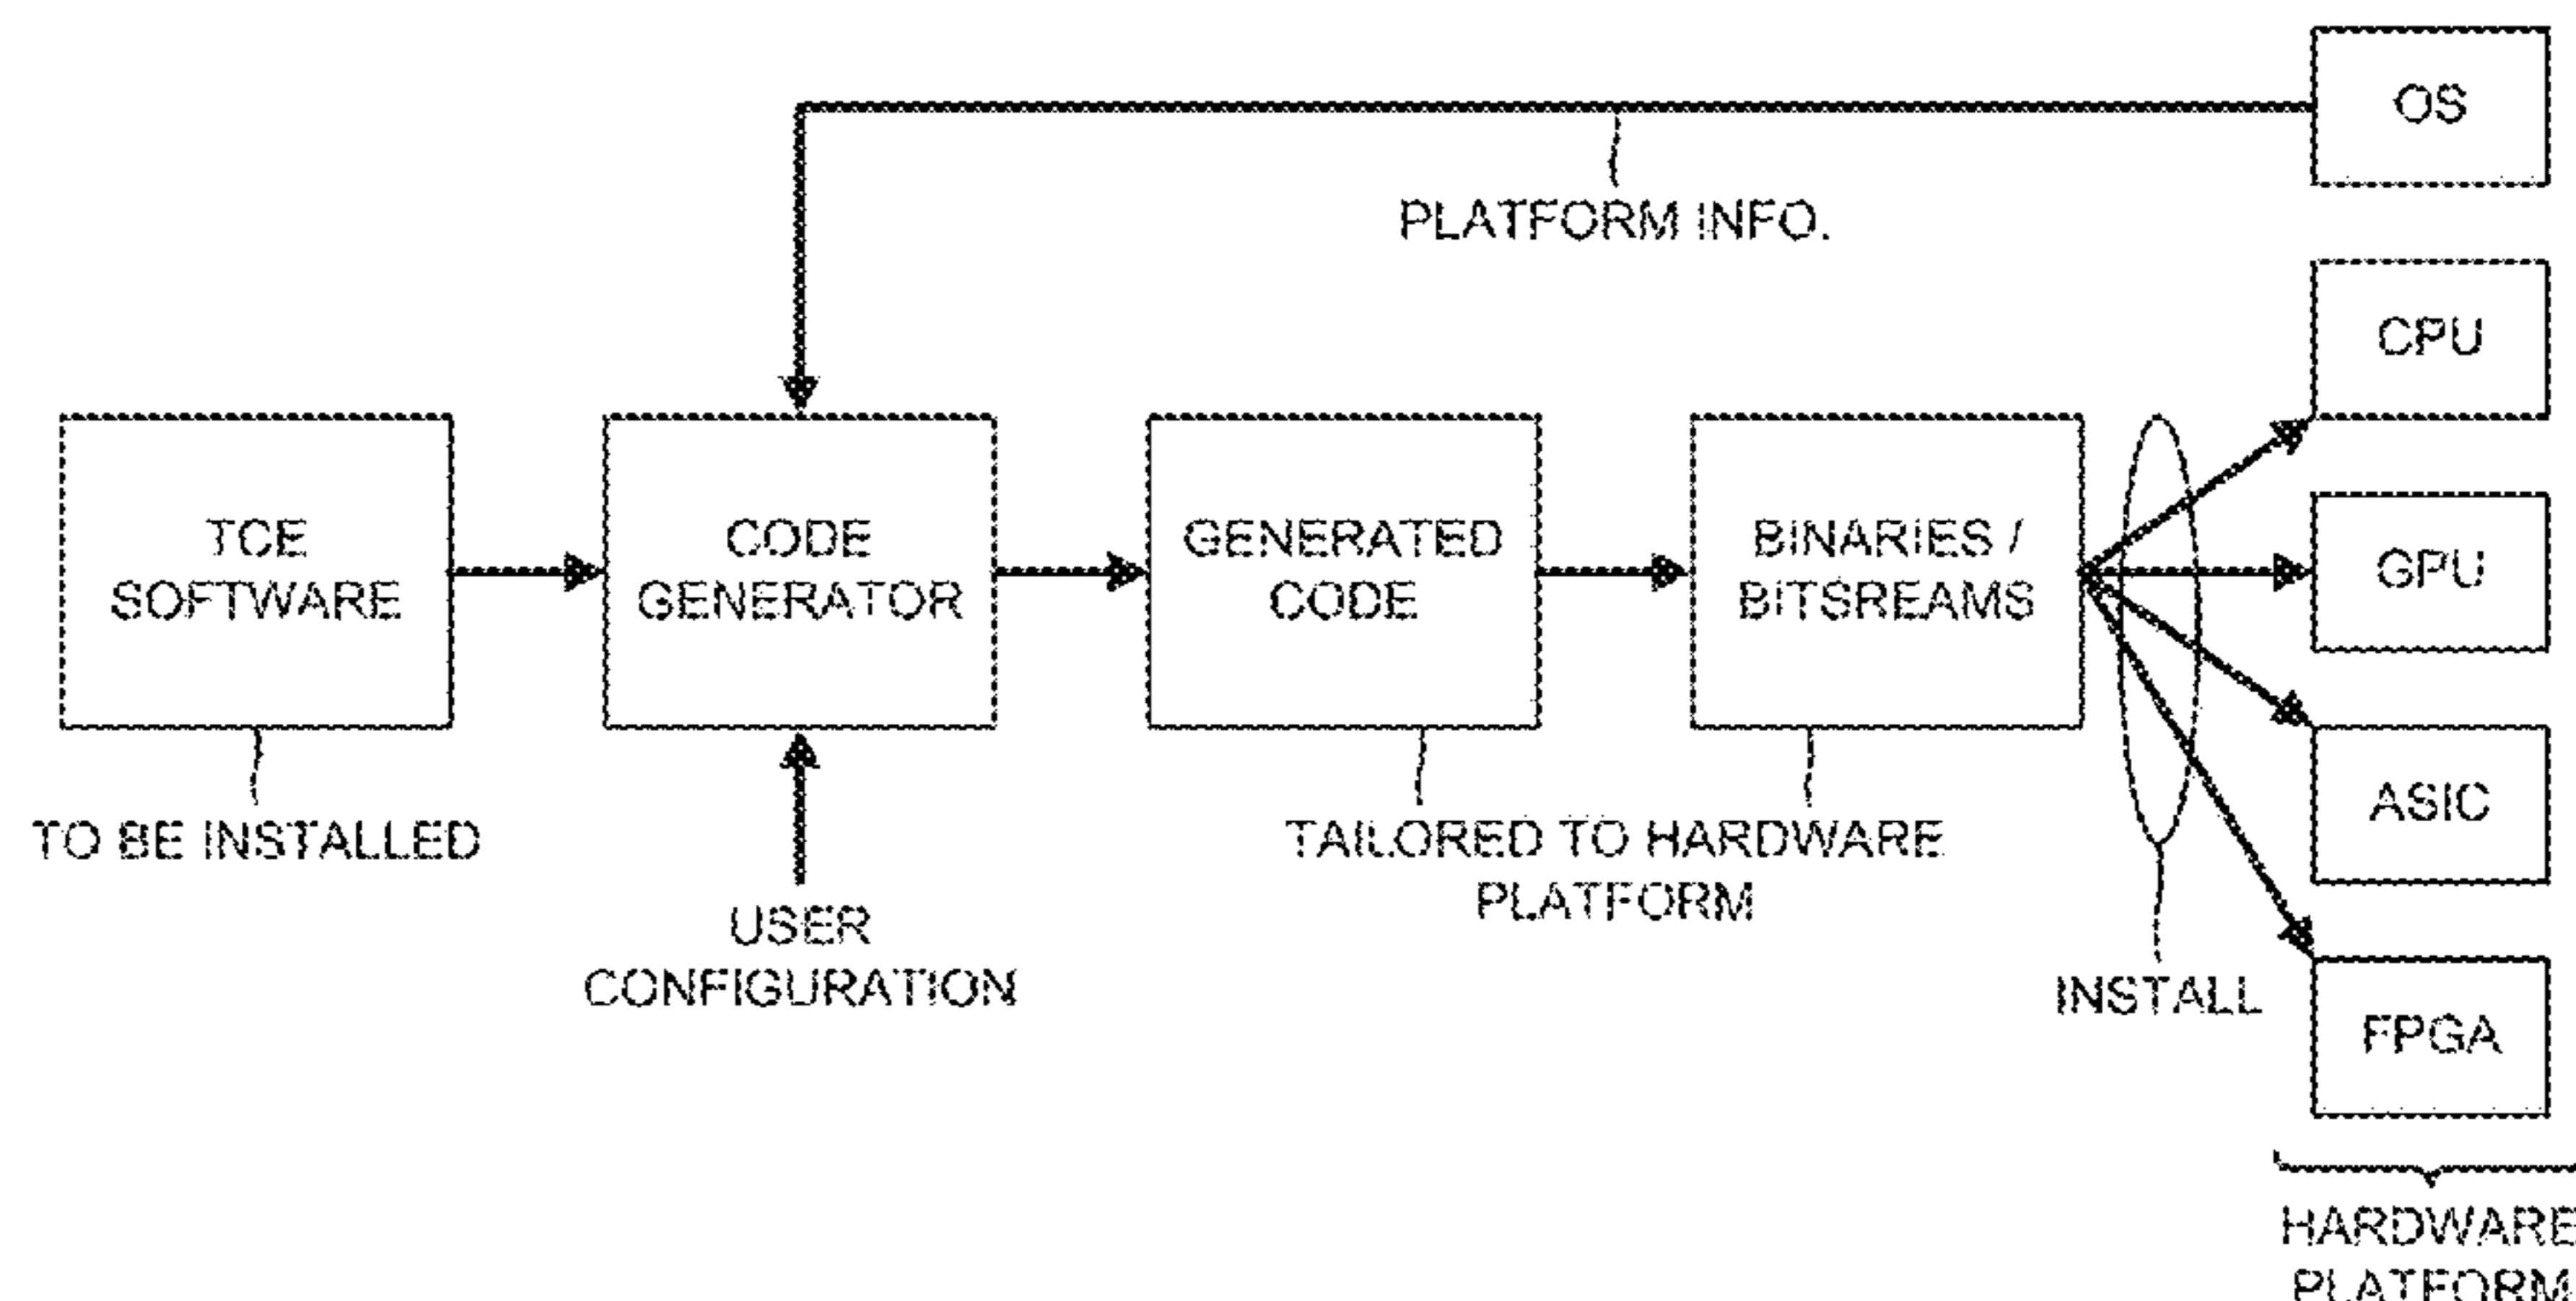 OS
PLATFORM INFO.
CPU
TCE
SOFTWARE
CODE
GENERATOR
GENERATED
CODE
BINARIES /
BITSREAMS
GPU
ASIC
TO BE INSTALLED
TAILORED TO HARDWARE
PLATFORM
USER
CONFIGURATION
INSTALL
FPGA
HARDWARE
PLATFORM